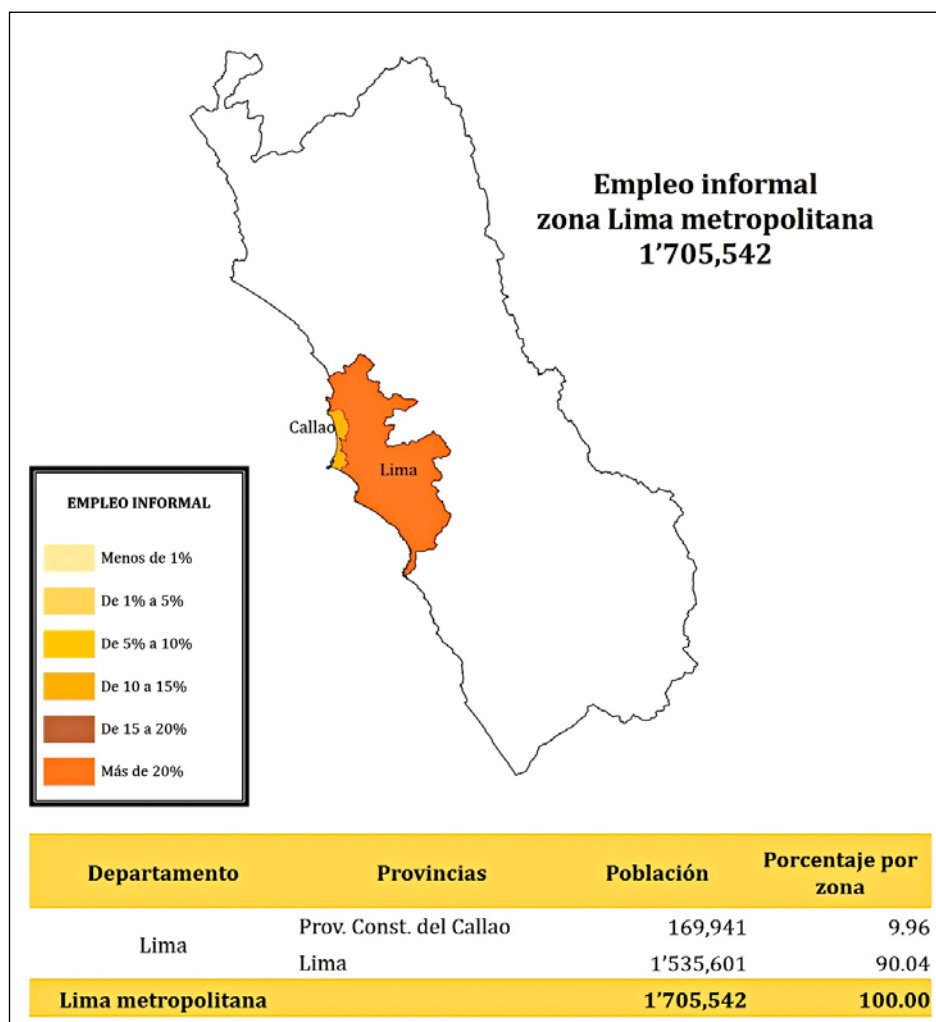 Empleo informal
zona Lima metropolitana
1’705,542
Callao
Lima
EMPLEO INFORMAL
Menos de 1%
De 1% a 5%
De 5% a 10%
De 10 a 15%
De 15 a 20%
Más de 20%
Departamento Provincias Población Porcentaje por zona
Lima
Prov. Const. del Callao 169,941 9.96
Lima 1’535,601 90.04
Lima metropolitana 1’705,542 100.00